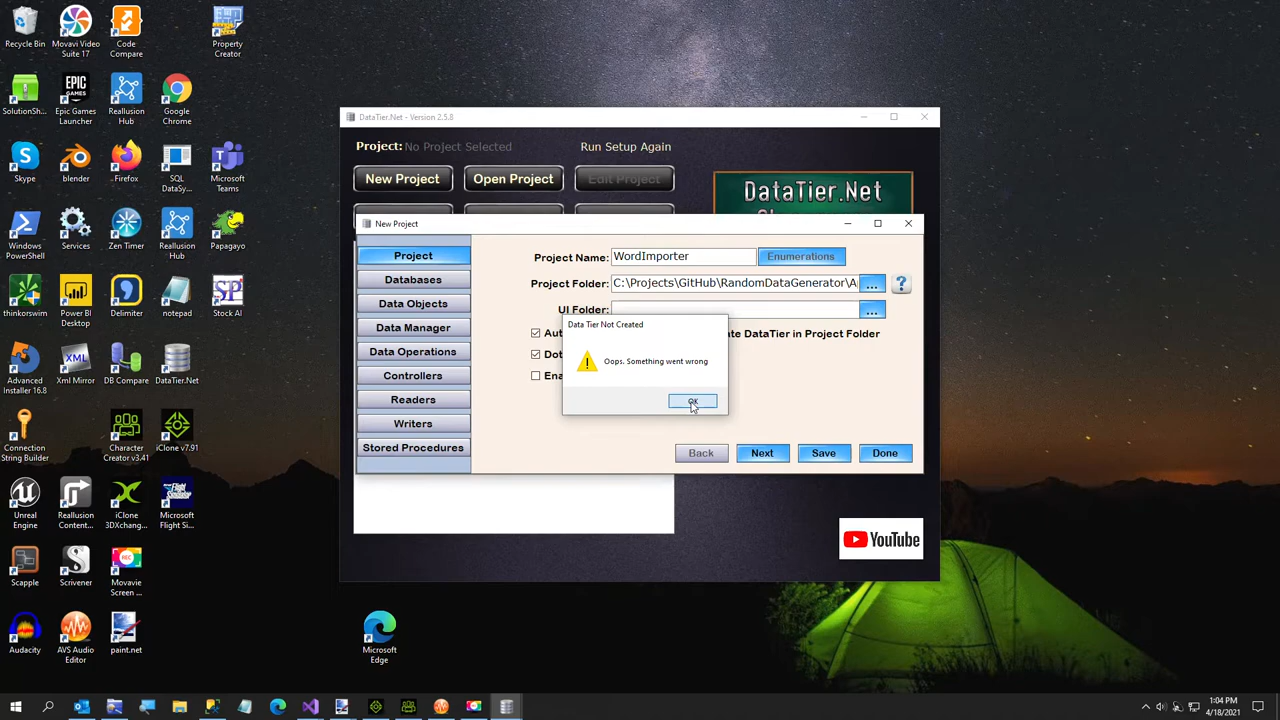 Recycle Bin
Movavi Video Suite 17
Code Compare
Property Creator
SolutionSh...
Epic Games Launcher
Reallusion Hub
Google Chrome
Skype
blender
Firefox
SQL DataSy...
Microsoft Teams
Windows PowerShell
Services
Zen Timer
Reallusion Hub
Papagayo
thinkorswim
Power BI Desktop
Delimiter
notepad
Stock AI
Advanced Installer 16.8
Xml Mirror
DB Compare
DataTier.Net
Connection String Builder
Character Creator v3.41
iClone v7.91
Unreal Engine
Reallusion Content...
iClone 3DXchang...
Microsoft Flight Si...
Scapple
Scrivener
Movavie Screen ...
Audacity
AVS Audio Editor
paint.net
Microsoft Edge
DataTier.Net - Version 2.5.8
Project: No Project Selected
Run Setup Again
New Project
Open Project
Edit Project
DataTier.Net
New Project
Project
Databases
Data Objects
Data Manager
Data Operations
Controllers
Readers
Writers
Stored Procedures
Project Name: WordImporter
Enumerations
Project Folder: C:\Projects\GitHub\RandomDataGenerator\A
...
?
UI Folder:
...
Data Tier Not Created
Oops. Something went wrong
OK
ate DataTier in Project Folder
Back
Next
Save
Done
YouTube
1:04 PM
4/18/2021